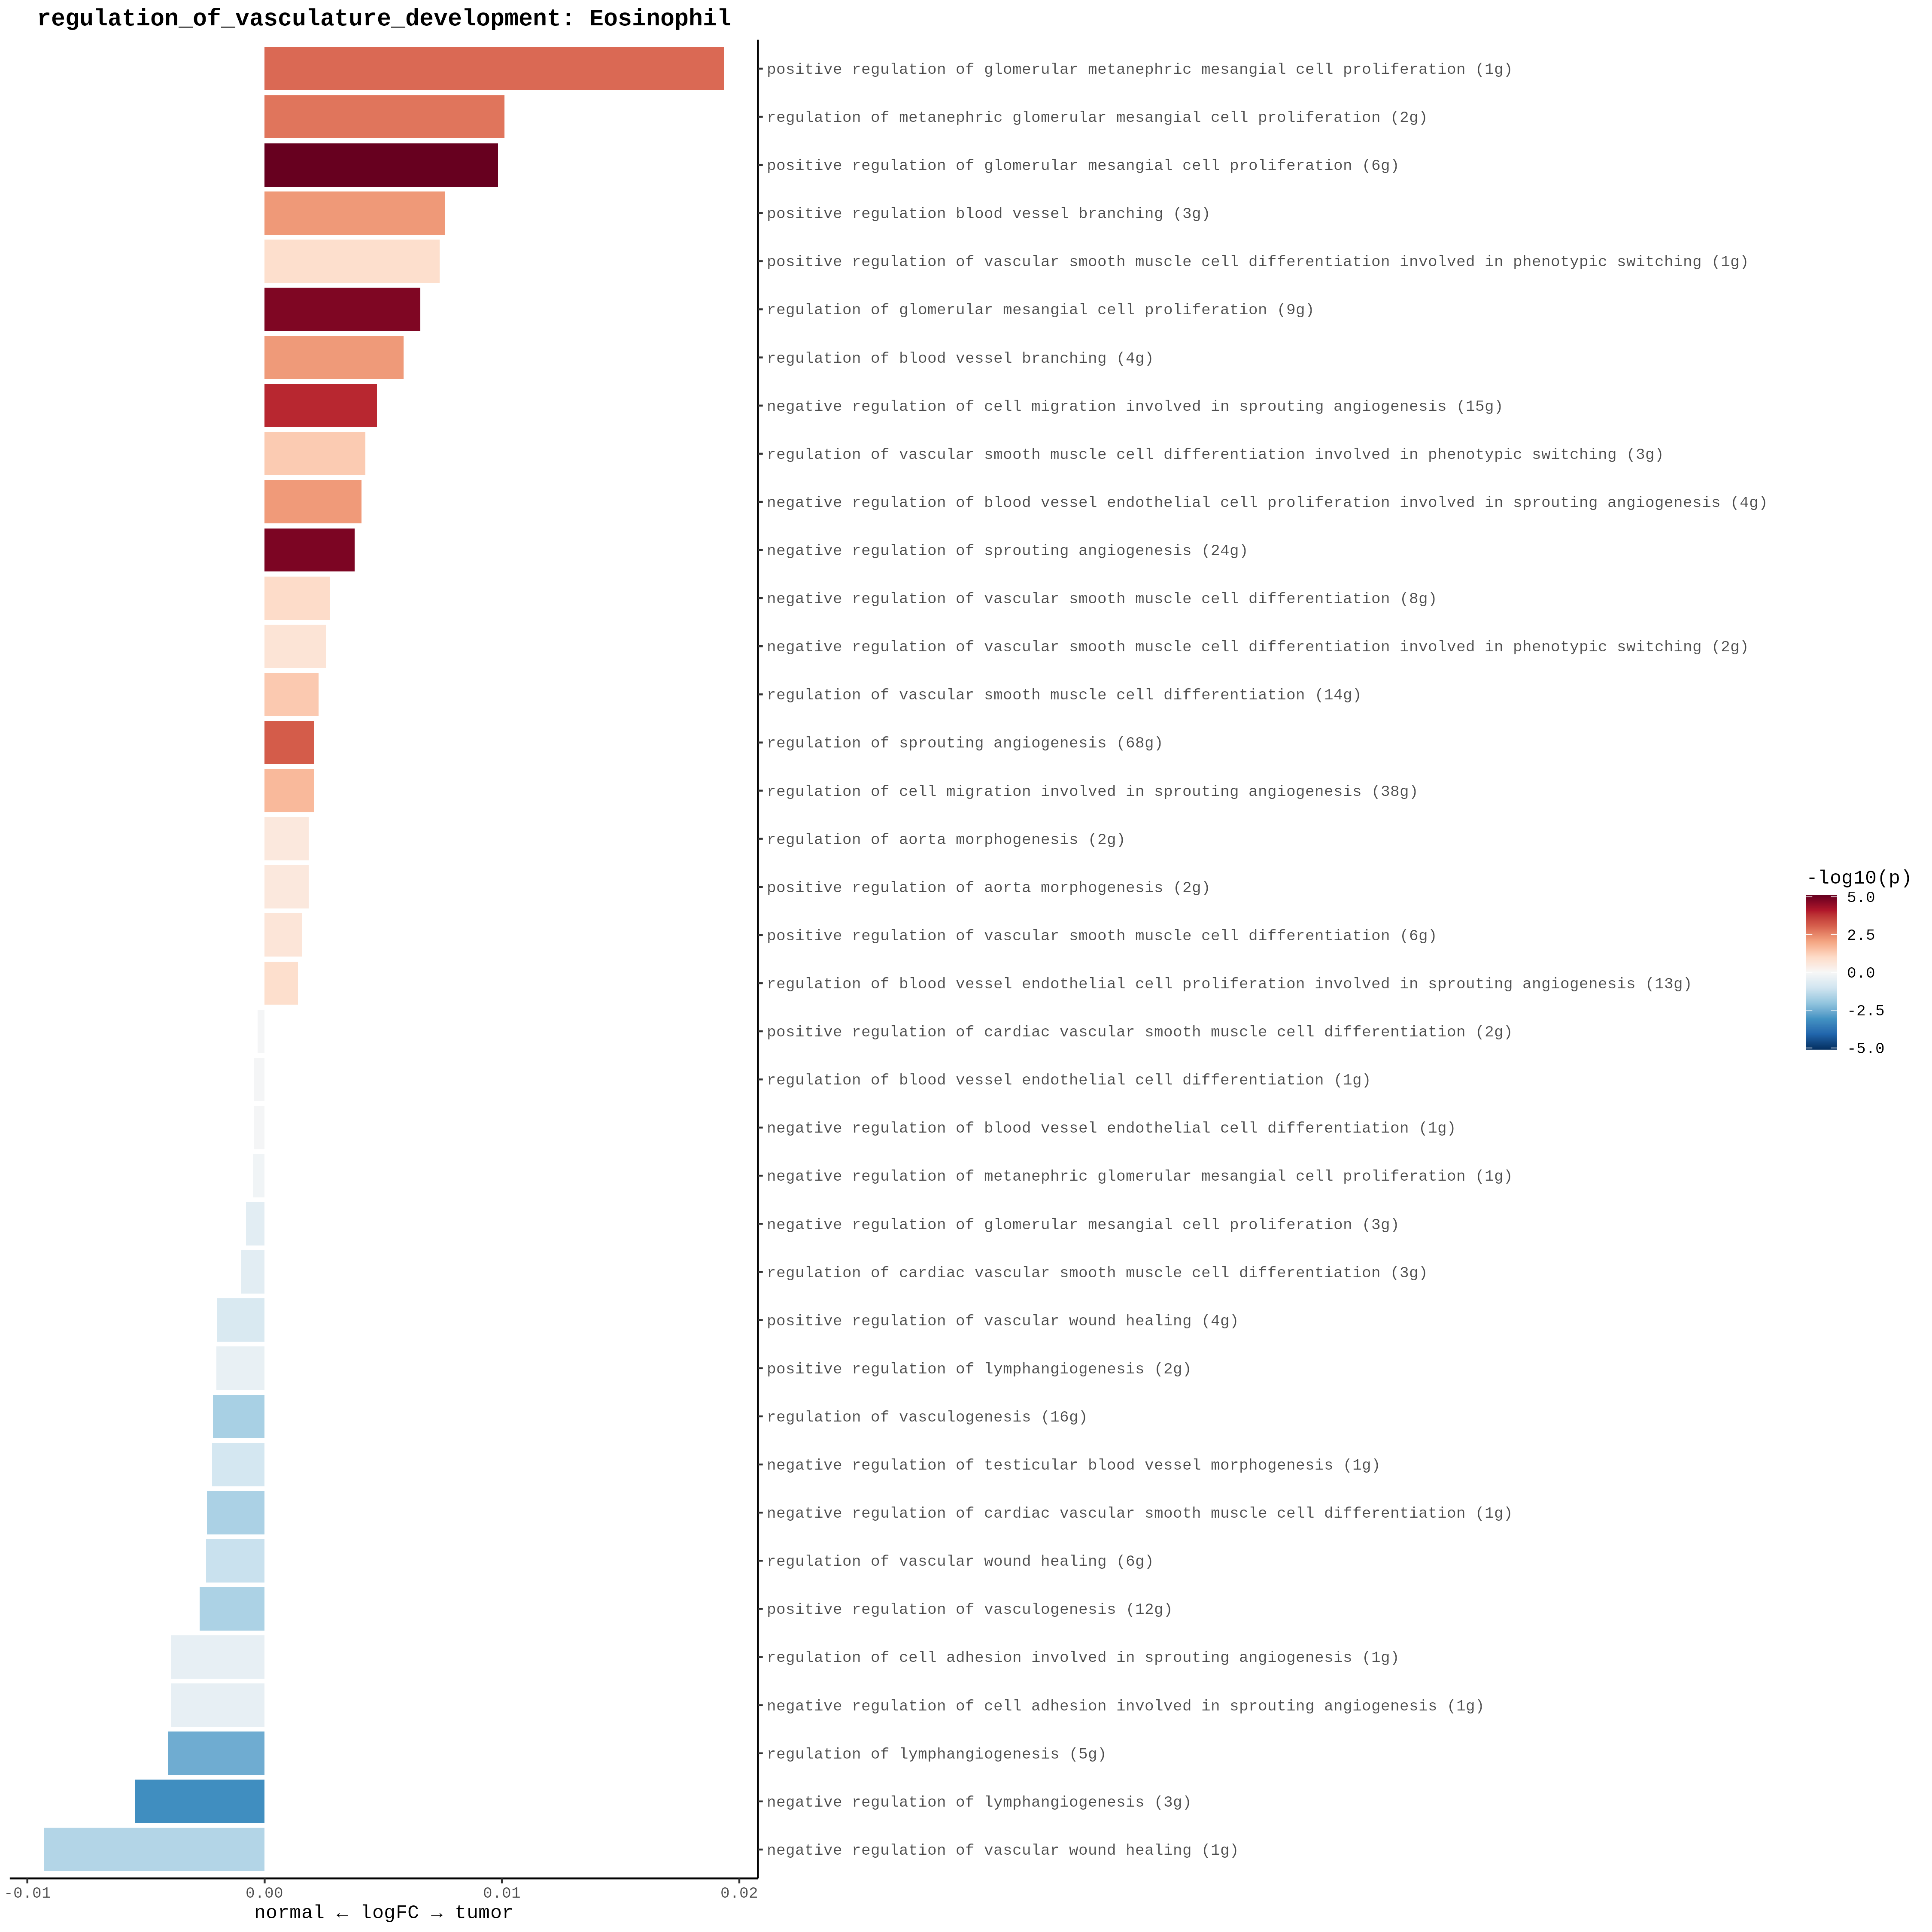 regulation_of_vasculature_development: Eosinophil
positive regulation of glomerular metanephric mesangial cell proliferation (1g)
regulation of metanephric glomerular mesangial cell proliferation (2g)
positive regulation of glomerular mesangial cell proliferation (6g)
positive regulation blood vessel branching (3g)
positive regulation of vascular smooth muscle cell differentiation involved in phenotypic switching (1g)
regulation of glomerular mesangial cell proliferation (9g)
regulation of blood vessel branching (4g)
negative regulation of cell migration involved in sprouting angiogenesis (15g)
regulation of vascular smooth muscle cell differentiation involved in phenotypic switching (3g)
negative regulation of blood vessel endothelial cell proliferation involved in sprouting angiogenesis (4g)
negative regulation of sprouting angiogenesis (24g)
negative regulation of vascular smooth muscle cell differentiation (8g)
negative regulation of vascular smooth muscle cell differentiation involved in phenotypic switching (2g)
regulation of vascular smooth muscle cell differentiation (14g)
regulation of sprouting angiogenesis (68g)
regulation of cell migration involved in sprouting angiogenesis (38g)
regulation of aorta morphogenesis (2g)
positive regulation of aorta morphogenesis (2g)
positive regulation of vascular smooth muscle cell differentiation (6g)
regulation of blood vessel endothelial cell proliferation involved in sprouting angiogenesis (13g)
positive regulation of cardiac vascular smooth muscle cell differentiation (2g)
regulation of blood vessel endothelial cell differentiation (1g)
negative regulation of blood vessel endothelial cell differentiation (1g)
negative regulation of metanephric glomerular mesangial cell proliferation (1g)
negative regulation of glomerular mesangial cell proliferation (3g)
regulation of cardiac vascular smooth muscle cell differentiation (3g)
positive regulation of vascular wound healing (4g)
positive regulation of lymphangiogenesis (2g)
regulation of vasculogenesis (16g)
negative regulation of testicular blood vessel morphogenesis (1g)
negative regulation of cardiac vascular smooth muscle cell differentiation (1g)
regulation of vascular wound healing (6g)
positive regulation of vasculogenesis (12g)
regulation of cell adhesion involved in sprouting angiogenesis (1g)
negative regulation of cell adhesion involved in sprouting angiogenesis (1g)
regulation of lymphangiogenesis (5g)
negative regulation of lymphangiogenesis (3g)
negative regulation of vascular wound healing (1g)
-0.01 0.00 0.01 0.02
normal ← logFC → tumor
-log10(p)
5.0
2.5
0.0
-2.5
-5.0